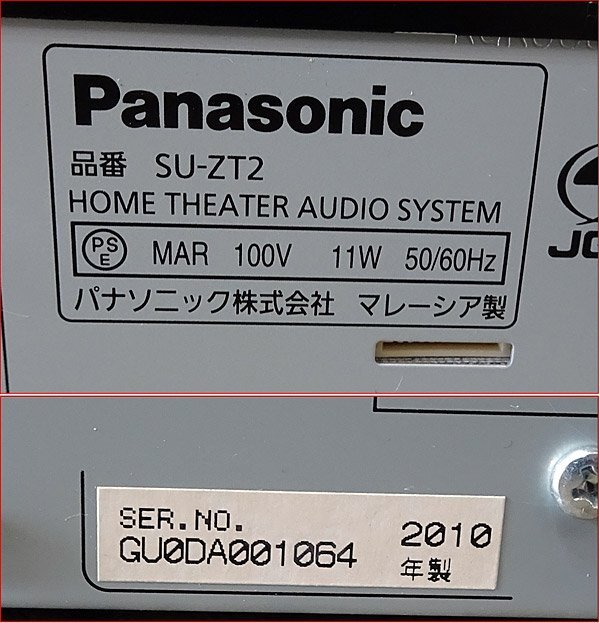 Panasonic
品番 SU-ZT2
HOME THEATER AUDIO SYSTEM
PS
E
MAR 100V 11W 50/60Hz
パナソニック株式会社 マレーシア製
SER.NO.
GU0DA001064
2010
年製